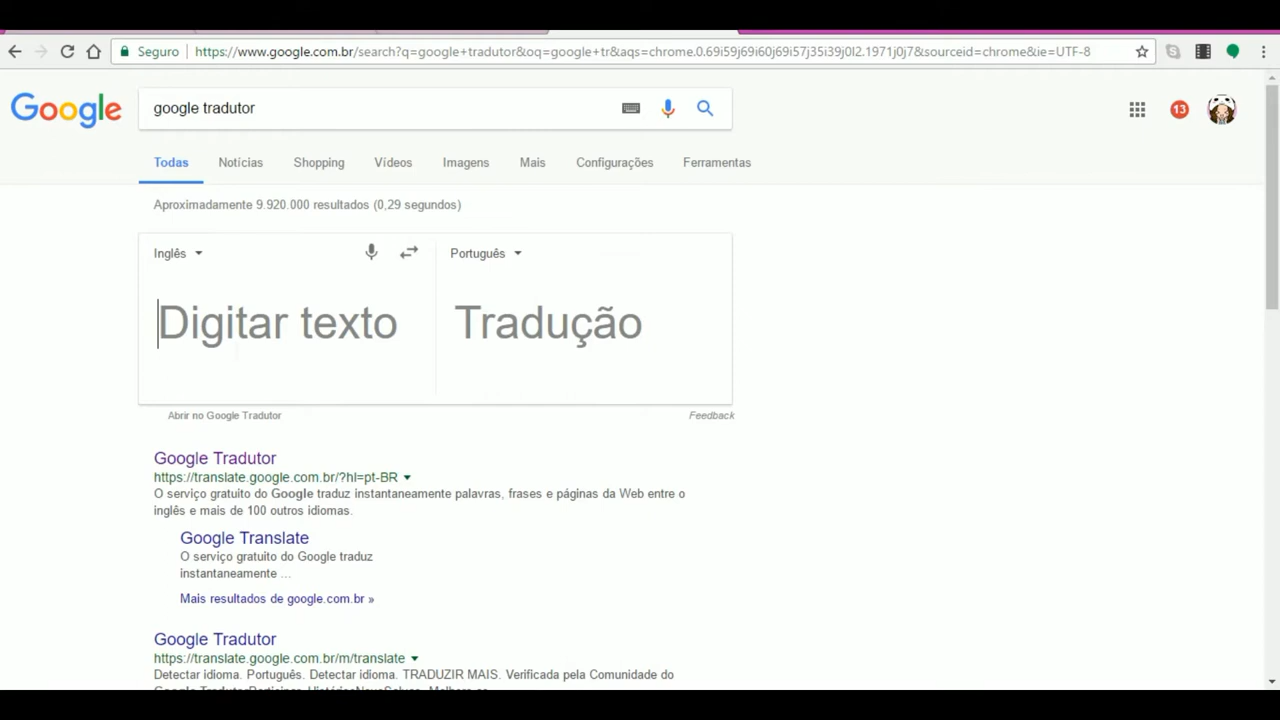 Seguro https://www.google.com.br/search?q=google+tradutor&oq=google+tr&aqs=chrome.0.69i59j69i60j69i57j35i39j0l2.1971j0j7&sourceid=chrome&ie=UTF-8
Google google tradutor 13
Todas Notícias Shopping Vídeos Imagens Mais Configurações Ferramentas
Aproximadamente 9.920.000 resultados (0,29 segundos)
Inglês Português
Digitar texto Tradução
Abrir no Google Tradutor Feedback
Google Tradutor
https://translate.google.com.br/?hl=pt-BR
O serviço gratuito do Google traduz instantaneamente palavras, frases e páginas da Web entre o
inglês e mais de 100 outros idiomas.
Google Translate
O serviço gratuito do Google traduz
instantaneamente ...
Mais resultados de google.com.br »
Google Tradutor
https://translate.google.com.br/m/translate
Detectar idioma. Português. Detectar idioma. TRADUZIR MAIS. Verificada pela Comunidade do